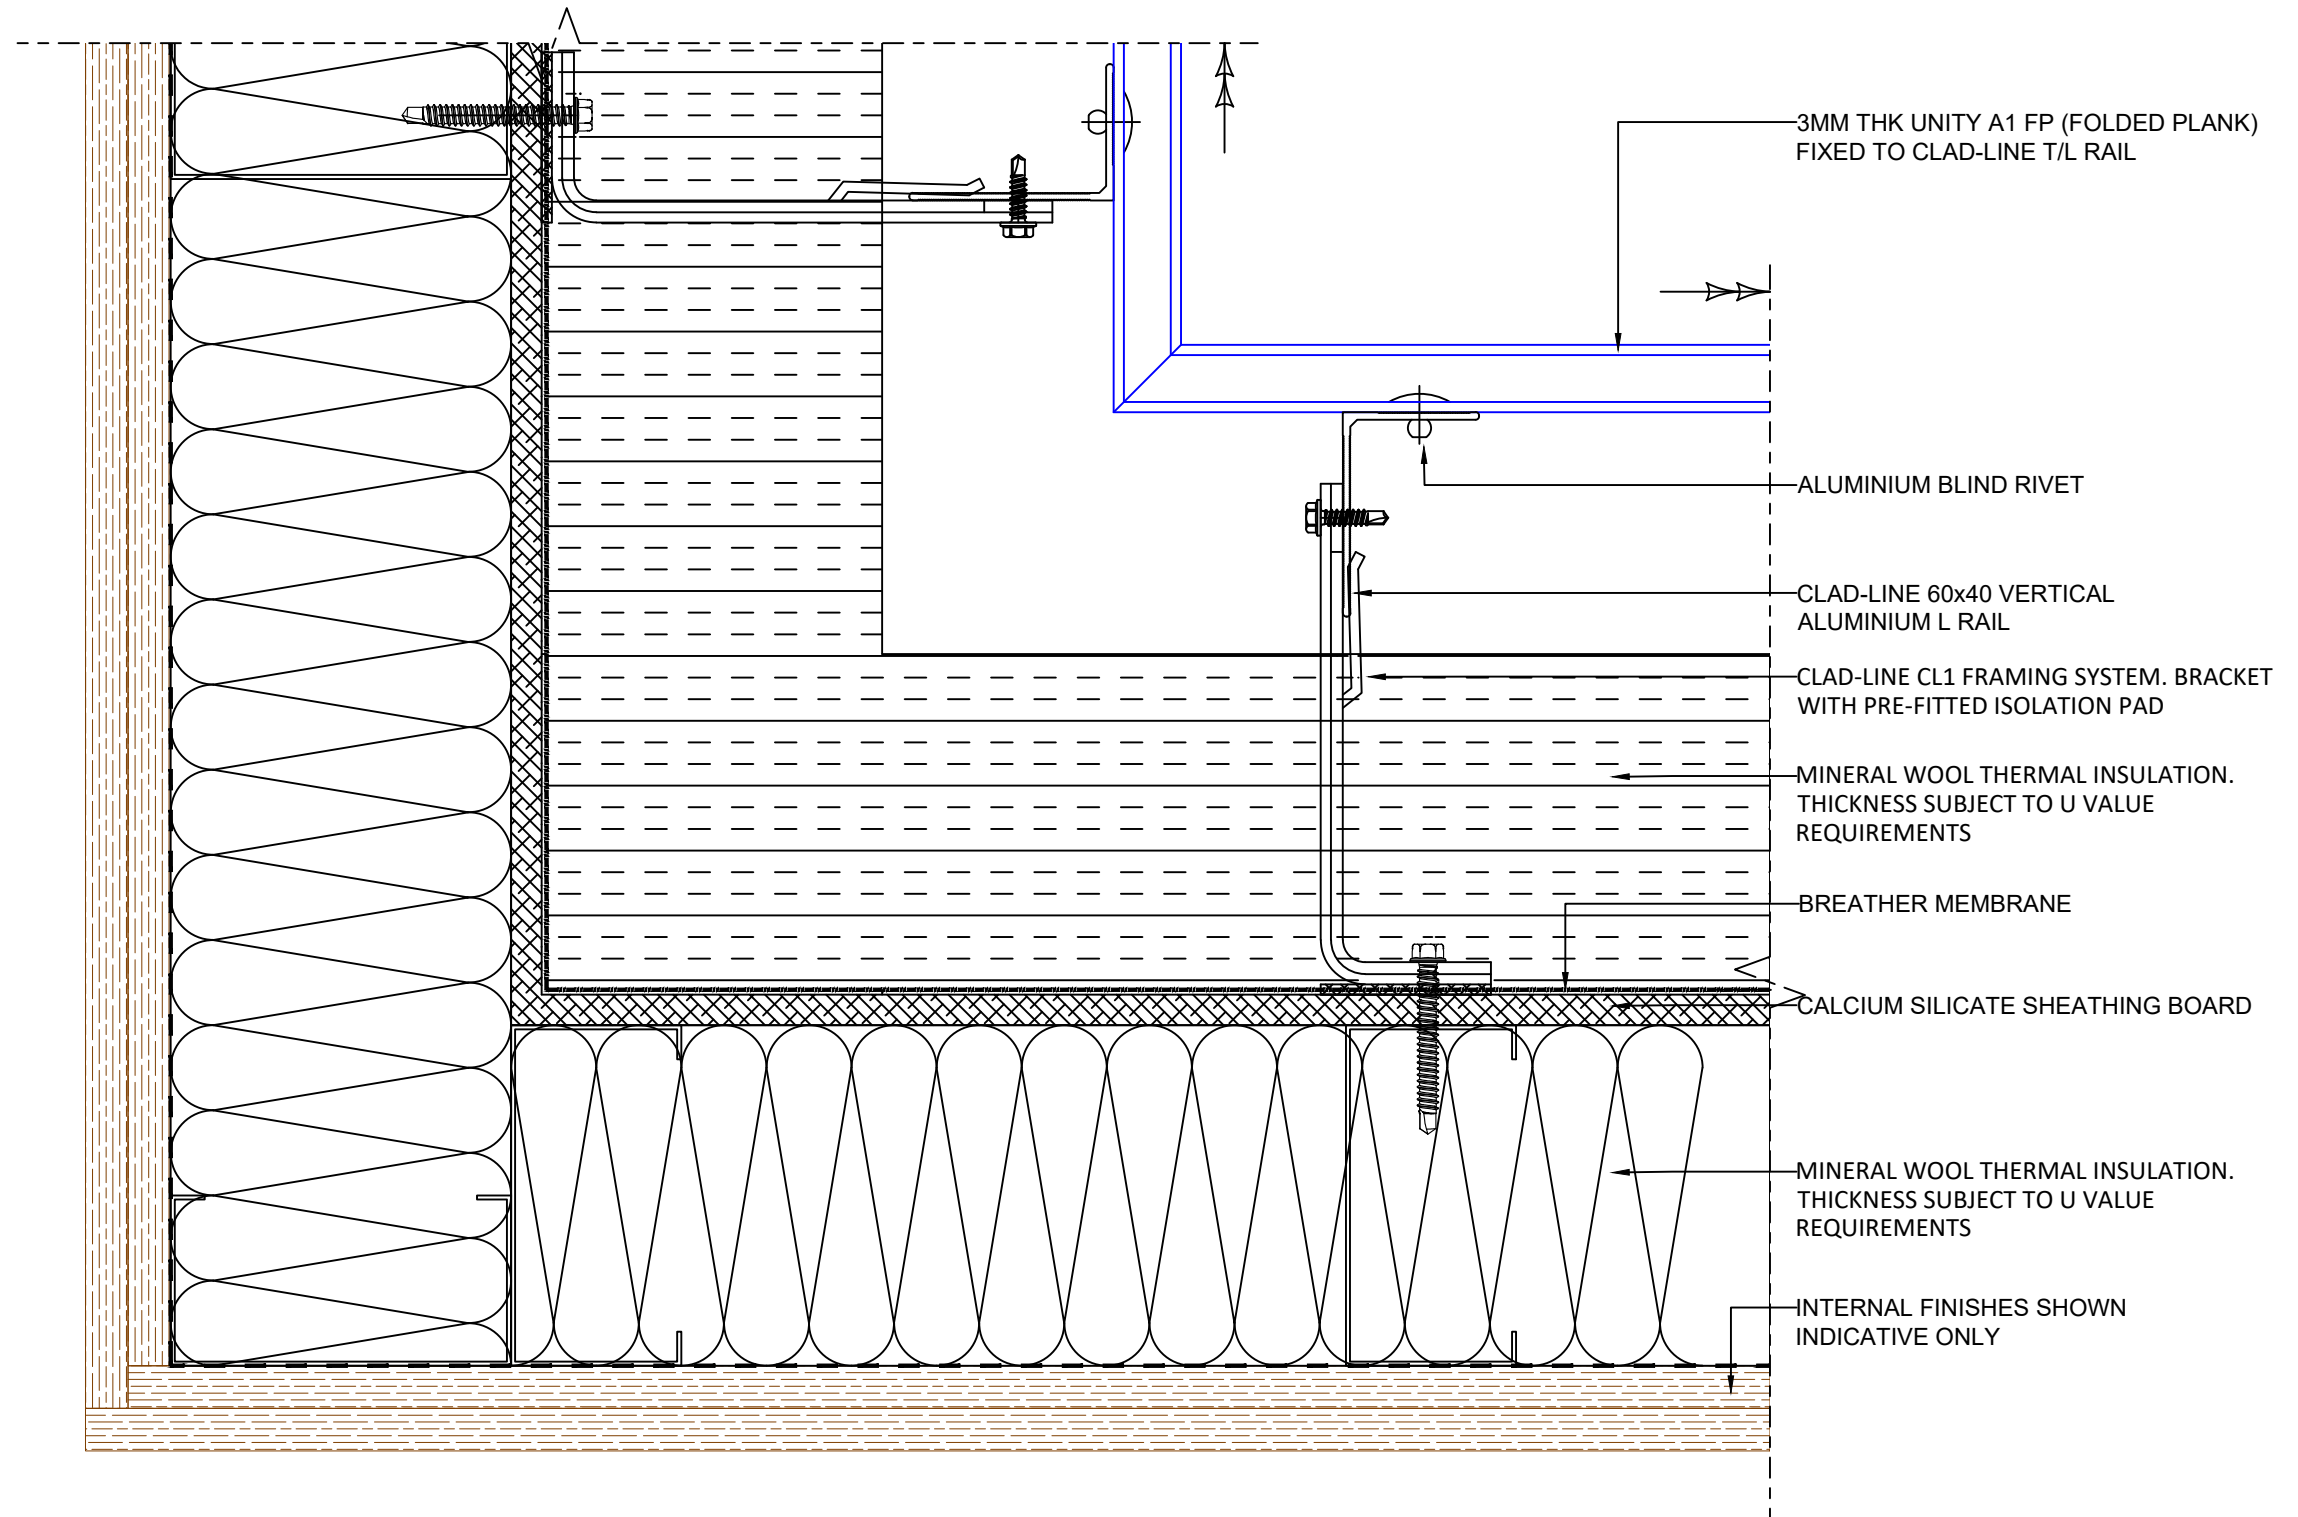 3MM THK UNITY A1 FP (FOLDED PLANK)
FIXED TO CLAD-LINE T/L RAIL
ALUMINIUM BLIND RIVET
CLAD-LINE 60x40 VERTICAL
ALUMINIUM L RAIL
CLAD-LINE CL1 FRAMING SYSTEM. BRACKET
WITH PRE-FITTED ISOLATION PAD
MINERAL WOOL THERMAL INSULATION.
THICKNESS SUBJECT TO U VALUE
REQUIREMENTS
BREATHER MEMBRANE
CALCIUM SILICATE SHEATHING BOARD
MINERAL WOOL THERMAL INSULATION.
THICKNESS SUBJECT TO U VALUE
REQUIREMENTS
INTERNAL FINISHES SHOWN
INDICATIVE ONLY